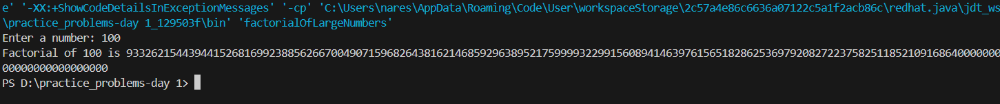 e' '-XX:+ShowCodeDetailsInExceptionMessages' '-cp' 'C:\Users\nares\AppData\Roaming\Code\User\workspaceStorage\2c57a4e86c6636a07122c5a1f2acb86c\redhat.java\jdt_ws
\practice_problems-day 1_129503f\bin' 'factorialOfLargeNumbers'
Enter a number: 100
Factorial of 100 is 93326215443944152681699238856266700490715968264381621468592963895217599993229915608941463976156518286253697920827223758251185210916864000000
00000000000000000
PS D:\practice_problems-day 1>